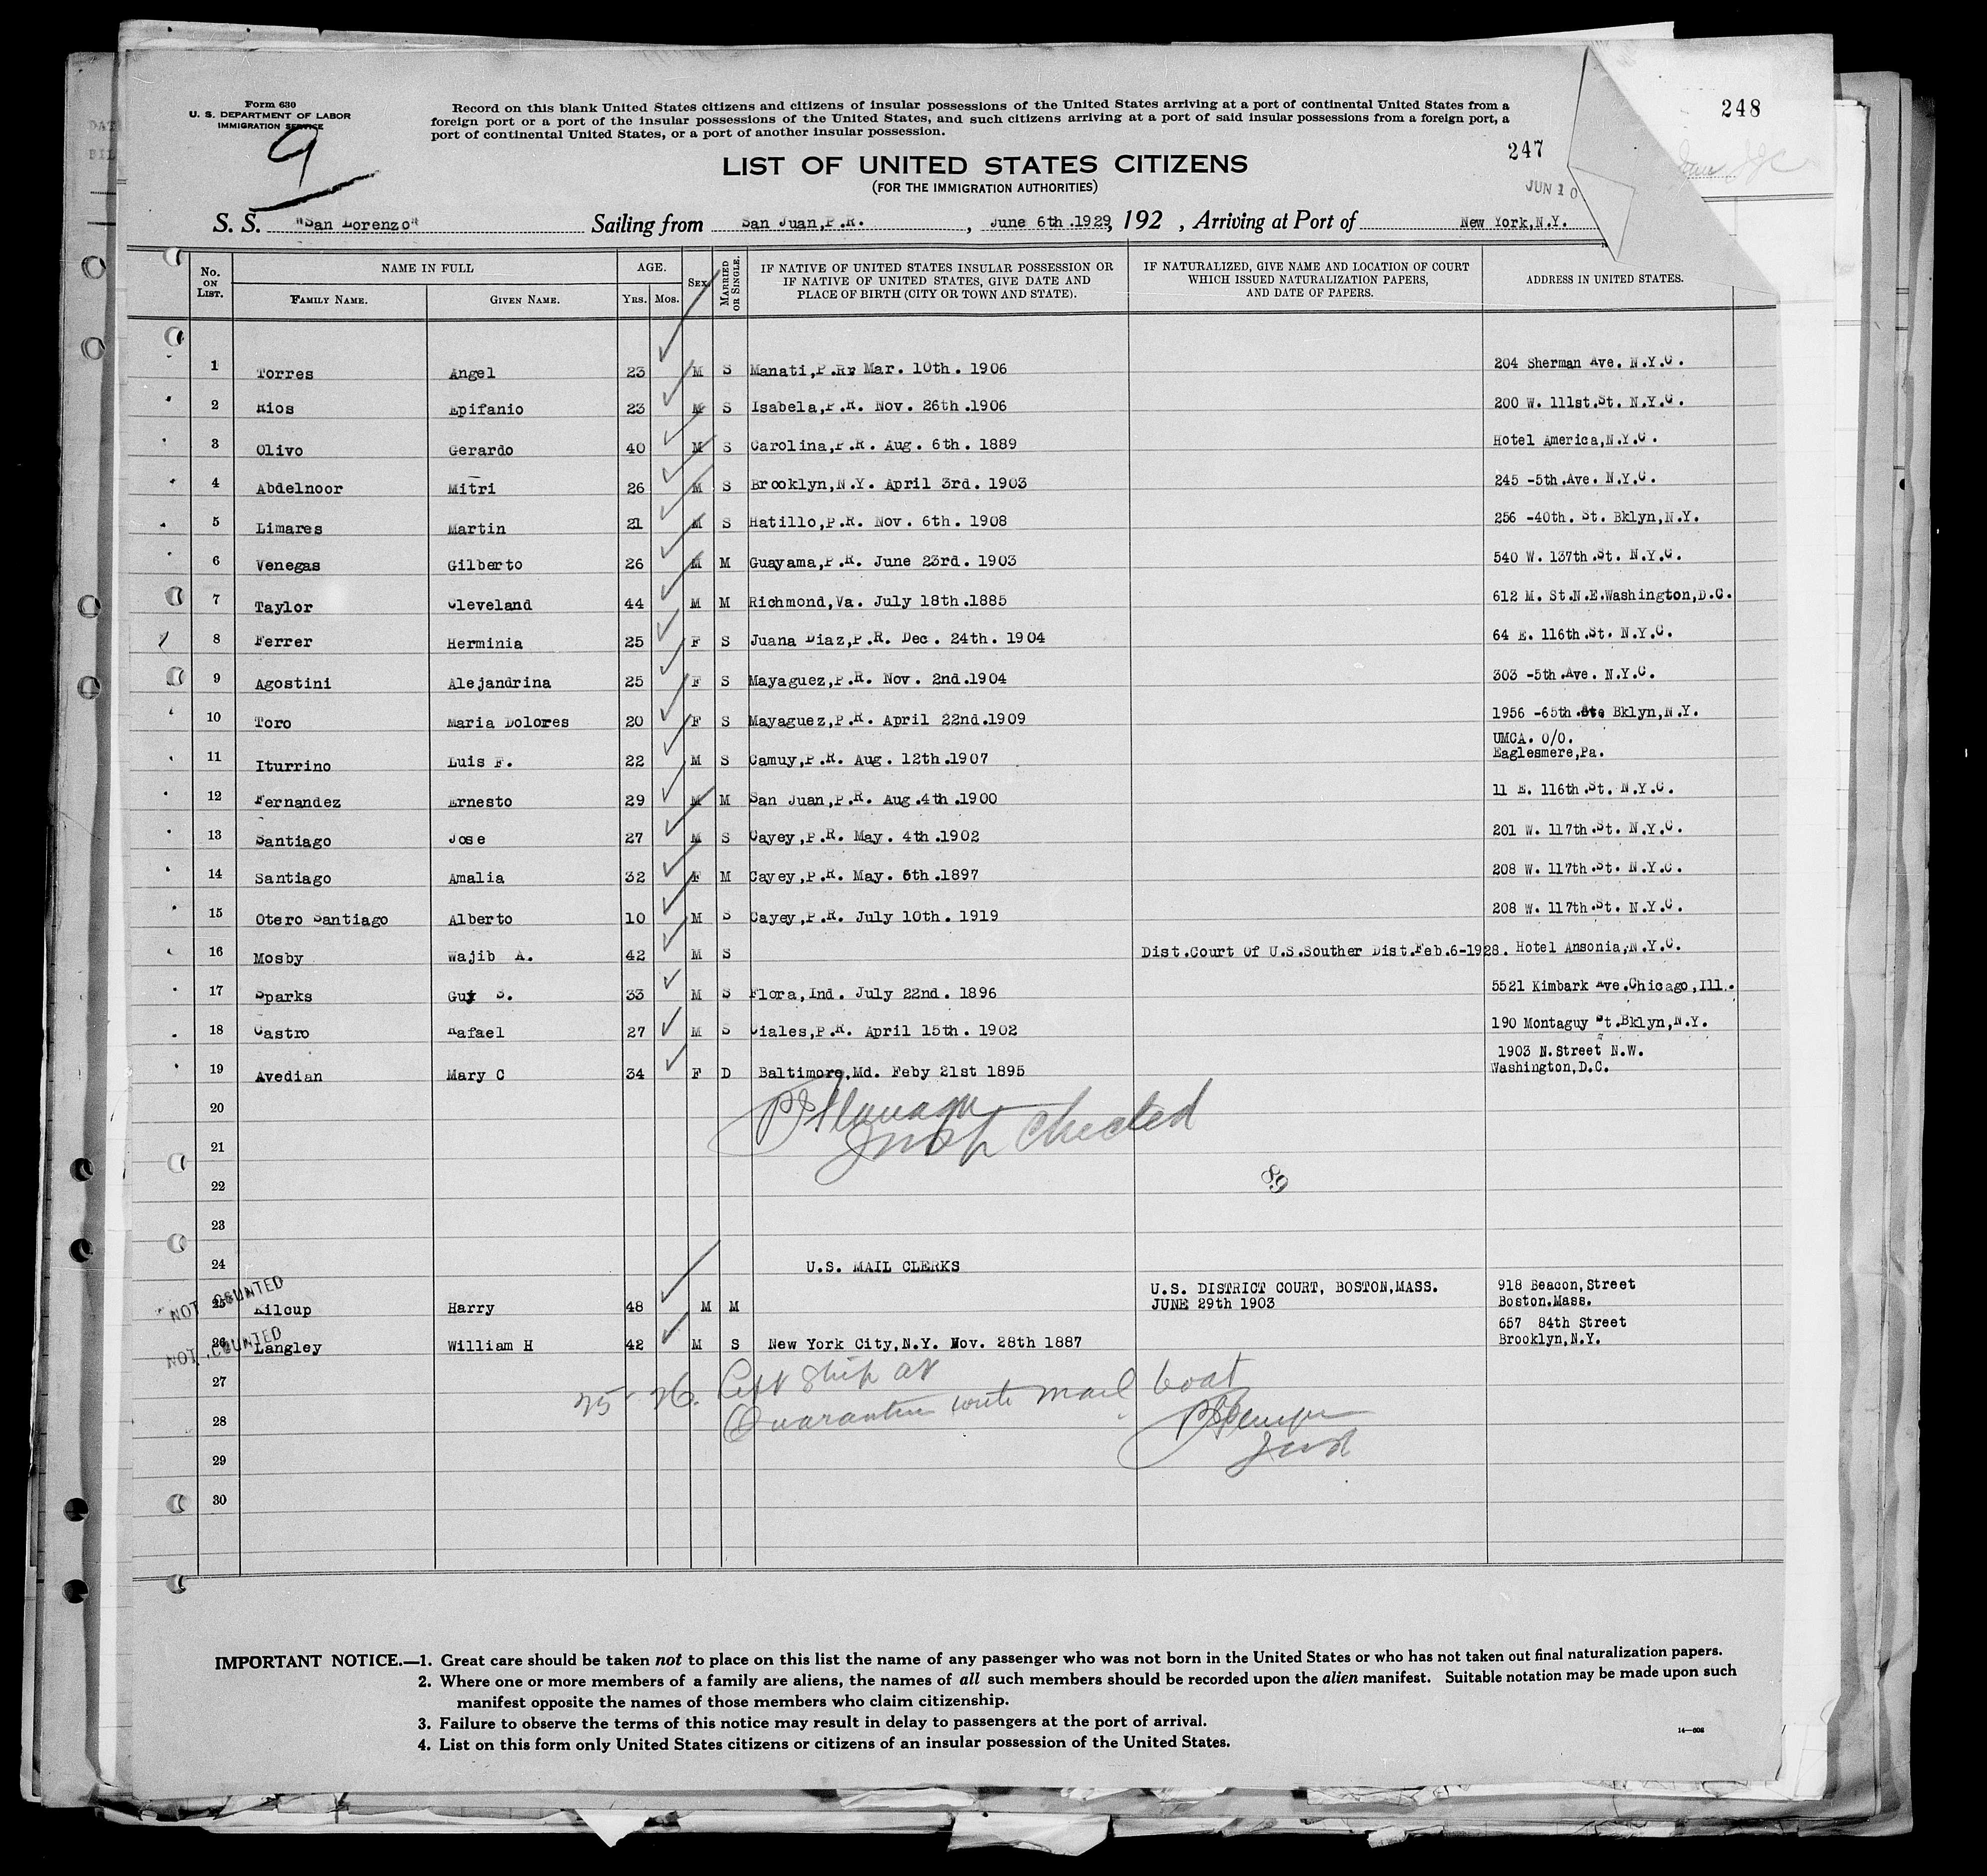 Form 630
U. S. DEPARTMENT OF LABOR
IMMIGRATION SERVICE
9
Record on this blank United States citizens and citizens of insular possessions of the United States arriving at a port of continental United States from a
foreign port or a port of the insular possessions of the United States, and such citizens arriving at a port of said insular possessions from a foreign port, a
port of continental United States, or a port of another insular possession.
248
247
JUN 10
LIST OF UNITED STATES CITIZENS
(FOR THE IMMIGRATION AUTHORITIES)
S. S. "San Lorenzo" Sailing from San Juan,P.R. , June 6th.1929, 192 , Arriving at Port of New York,N.Y.
No. ON LIST. NAME IN FULL FAMILY NAME. GIVEN NAME. AGE. YRS. MOS. SEX. MARRIED OR SINGLE. IF NATIVE OF UNITED STATES INSULAR POSSESSION OR IF NATIVE OF UNITED STATES, GIVE DATE AND PLACE OF BIRTH (CITY OR TOWN AND STATE). IF NATURALIZED, GIVE NAME AND LOCATION OF COURT WHICH ISSUED NATURALIZATION PAPERS, AND DATE OF PAPERS. ADDRESS IN UNITED STATES.
1 Torres Angel 23 M S Manati,P.R. Mar. 10th. 1906 204 Sherman Ave. N.Y.C.
2 Rios Epifanio 23 M S Isabela,P.R. Nov. 26th.1906 200 W. 111st.St. N.Y.C.
3 Olivo Gerardo 40 M S Carolina,P.R. Aug. 6th. 1889 Hotel America,N.Y.C.
4 Abdelnoor Mitri 26 M S Brooklyn,N.Y. April 3rd. 1903 245 -5th.Ave. N.Y.C.
5 Limares Martin 21 M S Hatillo,P.R. Nov. 6th. 1908 256 -40th. St. Bklyn,N.Y.
6 Venegas Gilberto 26 M M Guayama,P.R. June 23rd. 1903 540 W. 137th.St. N.Y.C.
7 Taylor Cleveland 44 M M Richmond,Va. July 18th.1885 612 M. St.N.E.Washington,D.C.
8 Ferrer Herminia 25 F S Juana Diaz,P.R. Dec. 24th. 1904 64 E. 116th.St. N.Y.C.
9 Agostini Alejandrina 25 F S Mayaguez,P.R. Nov. 2nd.1904 303 -5th.Ave. N.Y.C.
10 Toro Maria Dolores 20 F S Mayaguez,P.R. April 22nd.1909 1956 -65th.Ste Bklyn,N.Y.
11 Iturrino Luis F. 22 M S Camuy,P.R. Aug. 12th.1907 UMCA. O/O. Eaglesmere,Pa.
12 Fernandez Ernesto 29 M M San Juan,P.R. Aug.4th.1900 11 E. 116th.St. N.Y.C.
13 Santiago Jose 27 M S Cayey,P.R. May. 4th.1902 201 W. 117th.St. N.Y.C.
14 Santiago Amalia 32 F M Cayey,P.R. May. 6th.1897 208 W. 117th.St. N.Y.C.
15 Otero Santiago Alberto 10 M S Cayey,P.R. July 10th. 1919 208 W. 117th.St. N.Y.C.
16 Mosby Wajib A. 42 M S Dist.Court Of U.S.Souther Dist.Feb.6-1928. Hotel Ansonia,N.Y.C.
17 Sparks Guy S. 33 M S Flora,Ind. July 22nd. 1896 5521 Kimbark Ave.Chicago,Ill.
18 Castro Rafael 27 M S Ciales,P.R. April 15th. 1902 190 Montaguy St.Bklyn,N.Y.
19 Avedian Mary C 34 F D Baltimore,Md. Feby 21st 1895 1903 N.Street N.W. Washington,D.C.
20
Insp Checked
21
22
89
23
24 U.S. MAIL CLERKS
NOT COUNTED
25 Kilcup Harry 48 M M U.S. DISTRICT COURT, BOSTON,MASS. JUNE 29th 1903 918 Beacon,Street Boston.Mass.
NOT COUNTED
26 Langley William H 42 M S New York City,N.Y. Nov. 28th 1887 657 84th Street Brooklyn,N.Y.
27
25 26. Left Ship at
28
Quarantine with mail boat
Insp
29
30
IMPORTANT NOTICE.—1. Great care should be taken not to place on this list the name of any passenger who was not born in the United States or who has not taken out final naturalization papers.
2. Where one or more members of a family are aliens, the names of all such members should be recorded upon the alien manifest. Suitable notation may be made upon such
manifest opposite the names of those members who claim citizenship.
3. Failure to observe the terms of this notice may result in delay to passengers at the port of arrival.
4. List on this form only United States citizens or citizens of an insular possession of the United States.
14—608